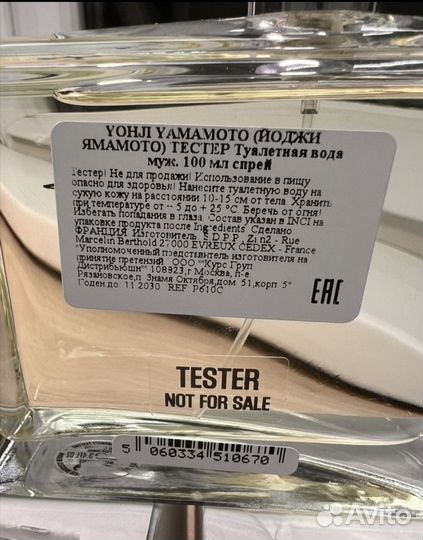 YOHЛ YAMAMOTO (ЙОДЖИ
ЯМАМОТО) ТЕСТЕР Туалетная вода
муж. 100 мл спрей
Тестер! Не для продажи! Использование в пищу
опасно для здоровья! Нанесите туалетную воду на
сухую кожу на расстоянии 10-15 см от тела. Хранить
при температуре от -- 5 до + 25 °C. Беречь от огня!
Избегать попадания в глаза. Состав указан в INCI на
упаковке продукта после Ingredients. Сделано
ФРАНЦИЯ. Изготовитель S.D.P.P., Zi n2 - Rue
Marcelin Berthold 27000 EVREUX CEDEX - France
"Уполномоченный представитель изготовителя на
принятие претензий ООО "Курс Груп
Дистрибьюшн" 108823, г Москва, п-е
Рязановское, п Знамя Октября, дом 51, корп 5"
Годен до: 11.2030 REF P610C
EAC
TESTER
NOT FOR SALE
5 060334 510670
Avito